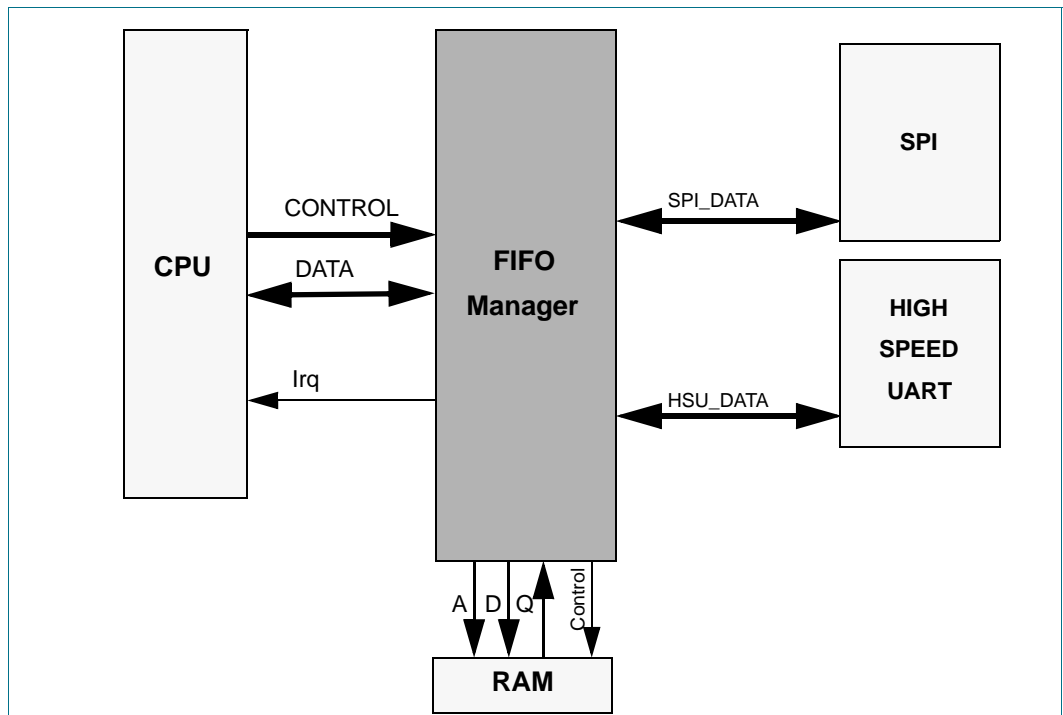 CPU
CONTROL
DATA
Irq
FIFO
Manager
SPI_DATA
HSU_DATA
SPI
HIGH
SPEED
UART
A
D
Q
Control
RAM